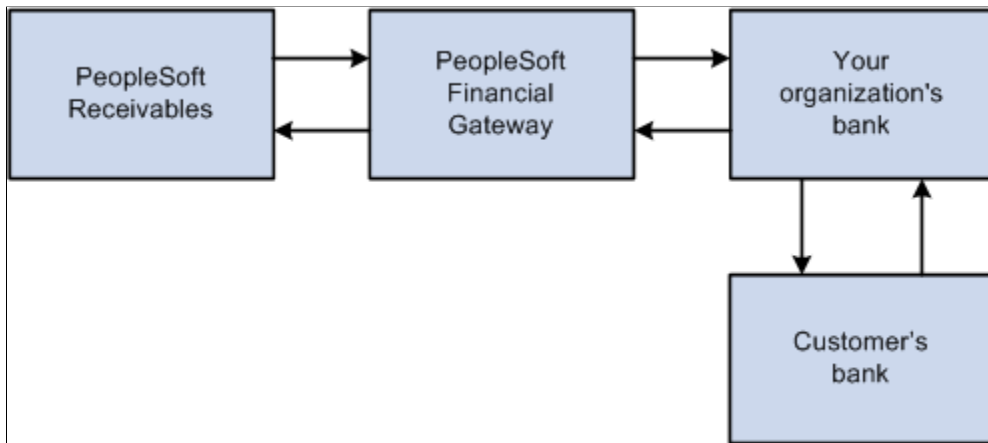 PeopleSoft
Receivables
PeopleSoft
Financial
Gateway
Your
organization's
bank
Customer's
bank